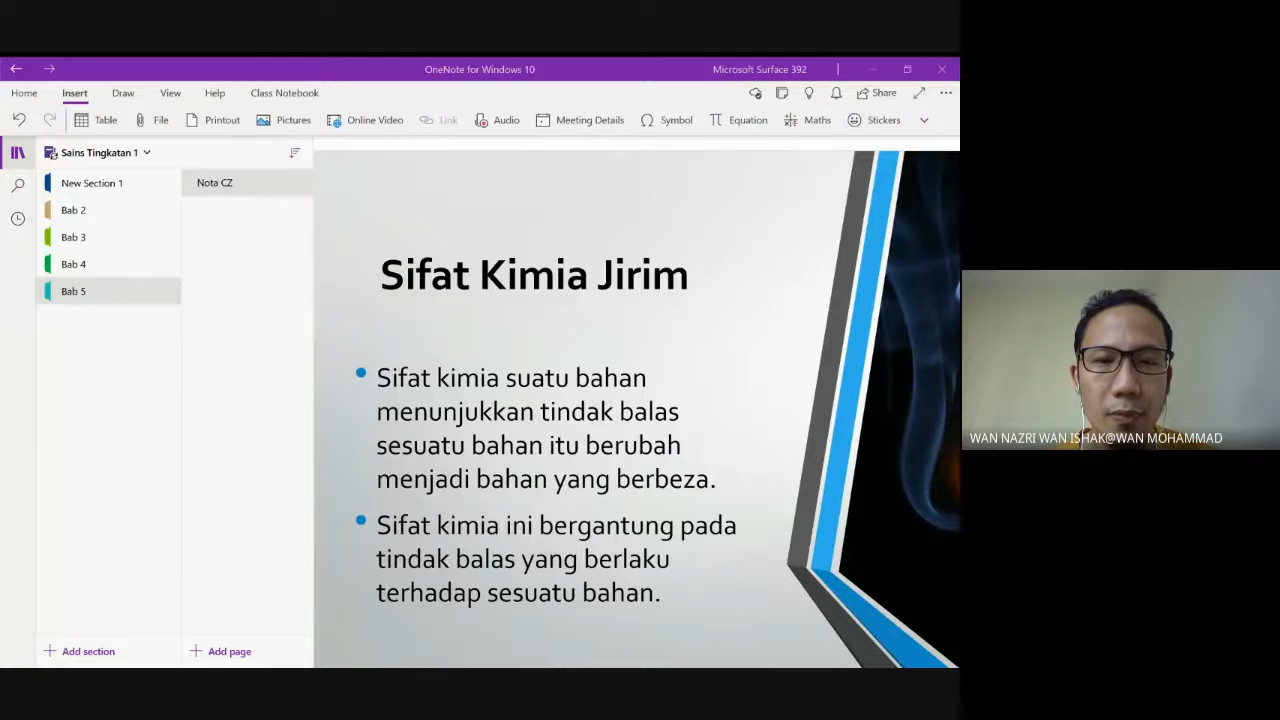 OneNote for Windows 10
Microsoft Surface 392
Home Insert Draw View Help Class Notebook
Share
Table File Printout Pictures Online Video Link Audio Meeting Details Symbol Equation Maths Stickers
Sains Tingkatan 1
New Section 1
Bab 2
Bab 3
Bab 4
Bab 5
Add section
Nota CZ
Add page
Sifat Kimia Jirim
Sifat kimia suatu bahan
menunjukkan tindak balas
sesuatu bahan itu berubah
menjadi bahan yang berbeza.
Sifat kimia ini bergantung pada
tindak balas yang berlaku
terhadap sesuatu bahan.
WAN NAZRI WAN ISHAK@WAN MOHAMMAD